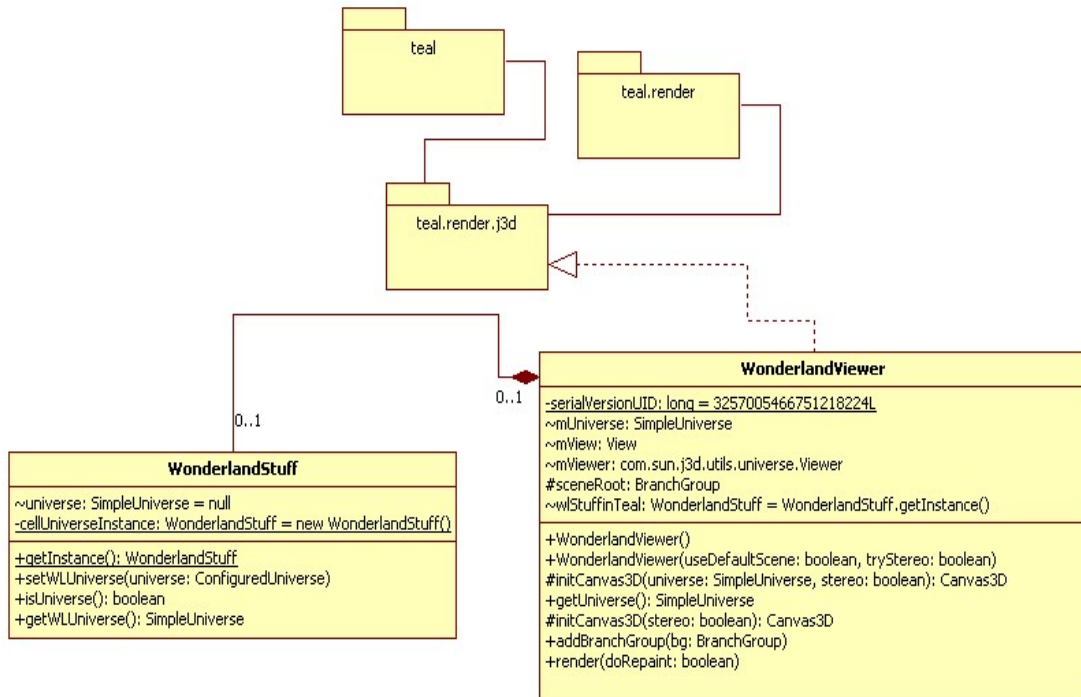 teal
teal.render
teal.render.j3d
0..1
0..1
WonderlandViewer
-serialVersionUID: long = 3257005466751218224L
~mUniverse: SimpleUniverse
~mView: View
~mViewer: com.sun.j3d.utils.universe.Viewer
#sceneRoot: BranchGroup
~wlStuffinTeal: WonderlandStuff = WonderlandStuff.getInstance()
+WonderlandViewer()
+WonderlandViewer(useDefaultScene: boolean, tryStereo: boolean)
#initCanvas3D(universe: SimpleUniverse, stereo: boolean): Canvas3D
+getUniverse(): SimpleUniverse
#initCanvas3D(stereo: boolean): Canvas3D
+addBranchGroup(bg: BranchGroup)
+render(doRepaint: boolean)
WonderlandStuff
~universe: SimpleUniverse = null
-cellUniverseInstance: WonderlandStuff = new WonderlandStuff()
+getInstance(): WonderlandStuff
+setWLUniverse(universe: ConfiguredUniverse)
+isUniverse(): boolean
+getWLUniverse(): SimpleUniverse